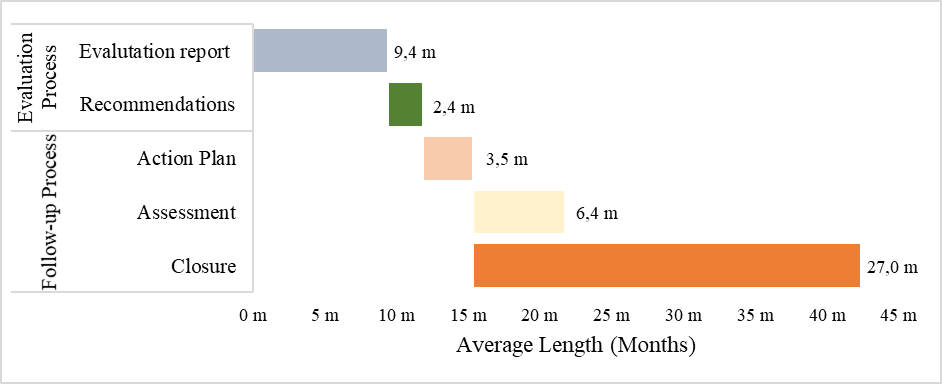 Evaluation Process
Evalutation report
9,4 m
Recommendations
2,4 m
Follow-up Process
Action Plan
3,5 m
Assessment
6,4 m
Closure
27,0 m
0 m 5 m 10 m 15 m 20 m 25 m 30 m 35 m 40 m 45 m
Average Length (Months)